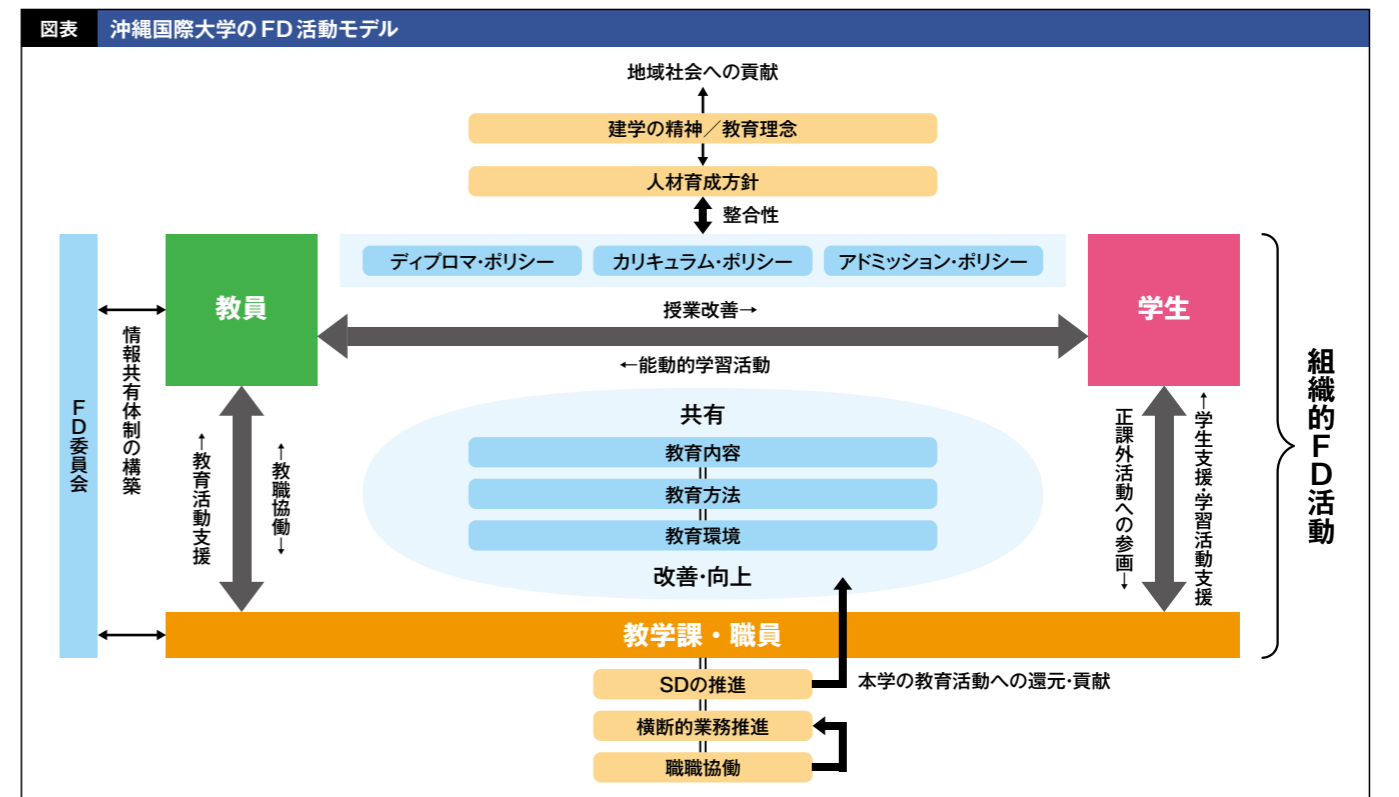 図表 沖縄国際大学のFD活動モデル
地域社会への貢献
建学の精神／教育理念
人材育成方針
整合性
ディプロマ・ポリシー
カリキュラム・ポリシー
アドミッション・ポリシー
教員
学生
授業改善→
←能動的学習活動
FD委員会
情報共有体制の構築
←教育活動支援
←教職協働→
共有
教育内容
教育方法
教育環境
改善・向上
正課外活動への参画→
←学生支援・学習活動支援
組織的FD活動
教学課・職員
SDの推進
本学の教育活動への還元・貢献
横断的業務推進
職職協働